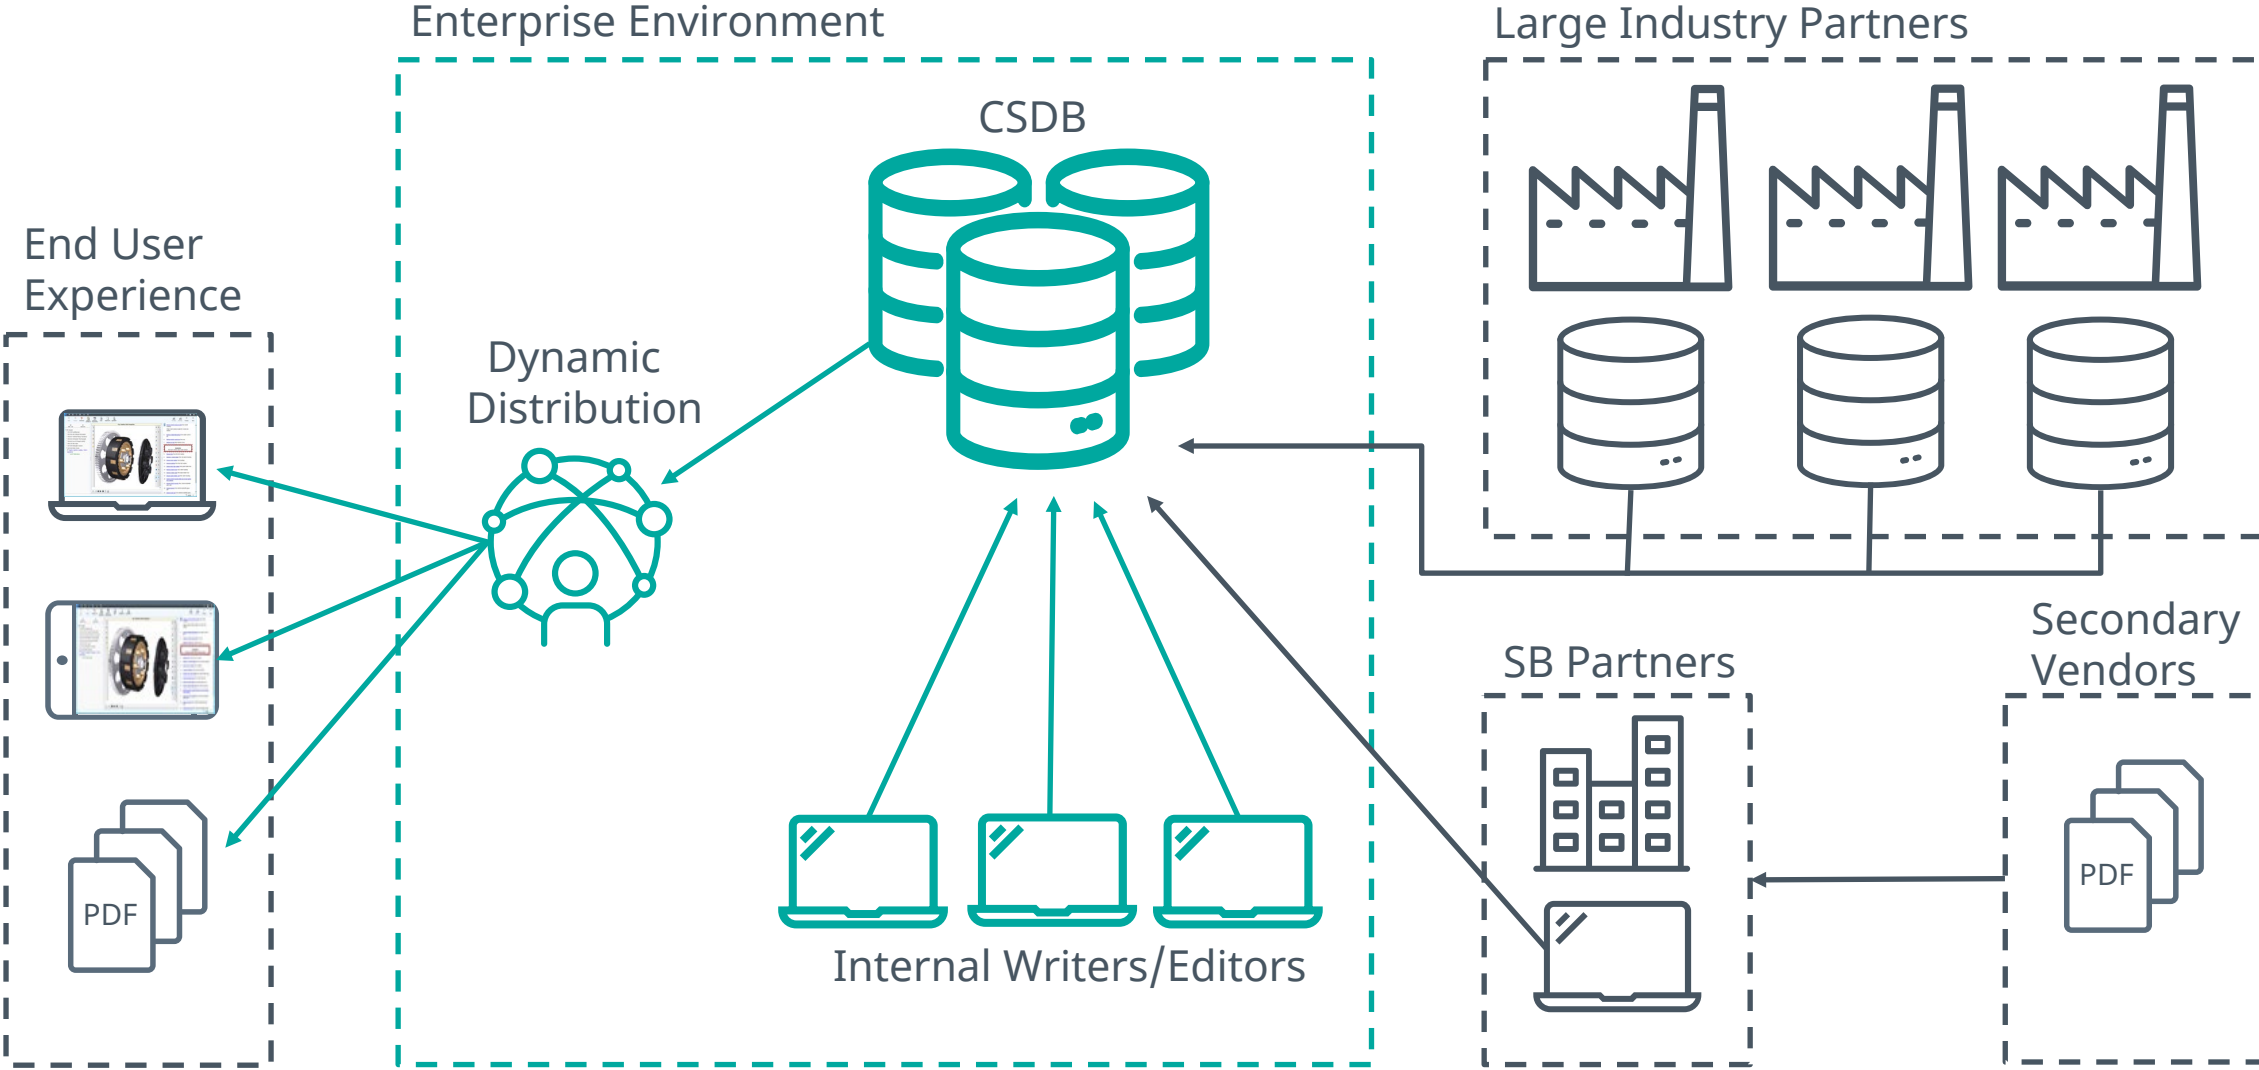 Enterprise Environment
Large Industry Partners
CSDB
End User
Experience
Dynamic
Distribution
Secondary
Vendors
SB Partners
PDF
PDF
Internal Writers/Editors